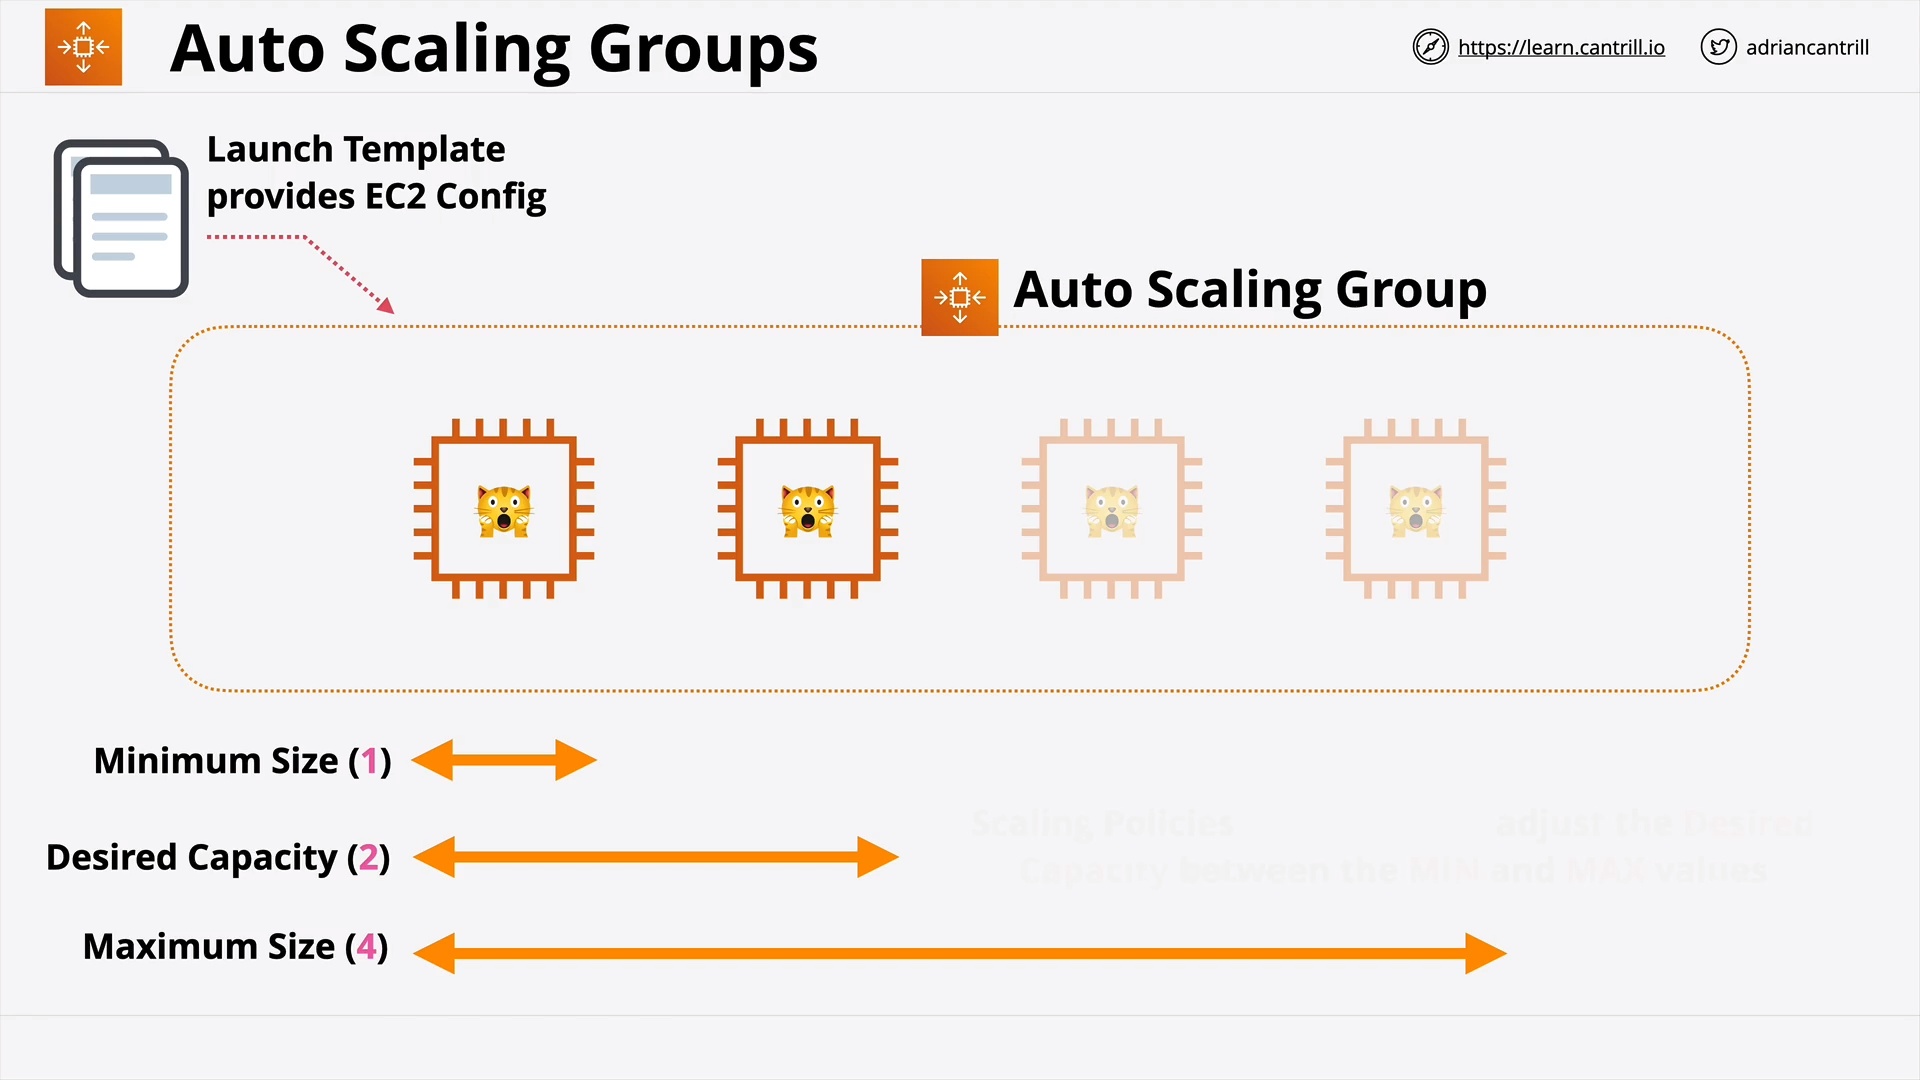 Auto Scaling Groups
https://learn.cantrill.io
adriancantrill
Launch Template
provides EC2 Config
Auto Scaling Group
Minimum Size (1)
Scaling Policies adjust the Desired
Desired Capacity (2)
Capacity between the MIN and MAX values
Maximum Size (4)